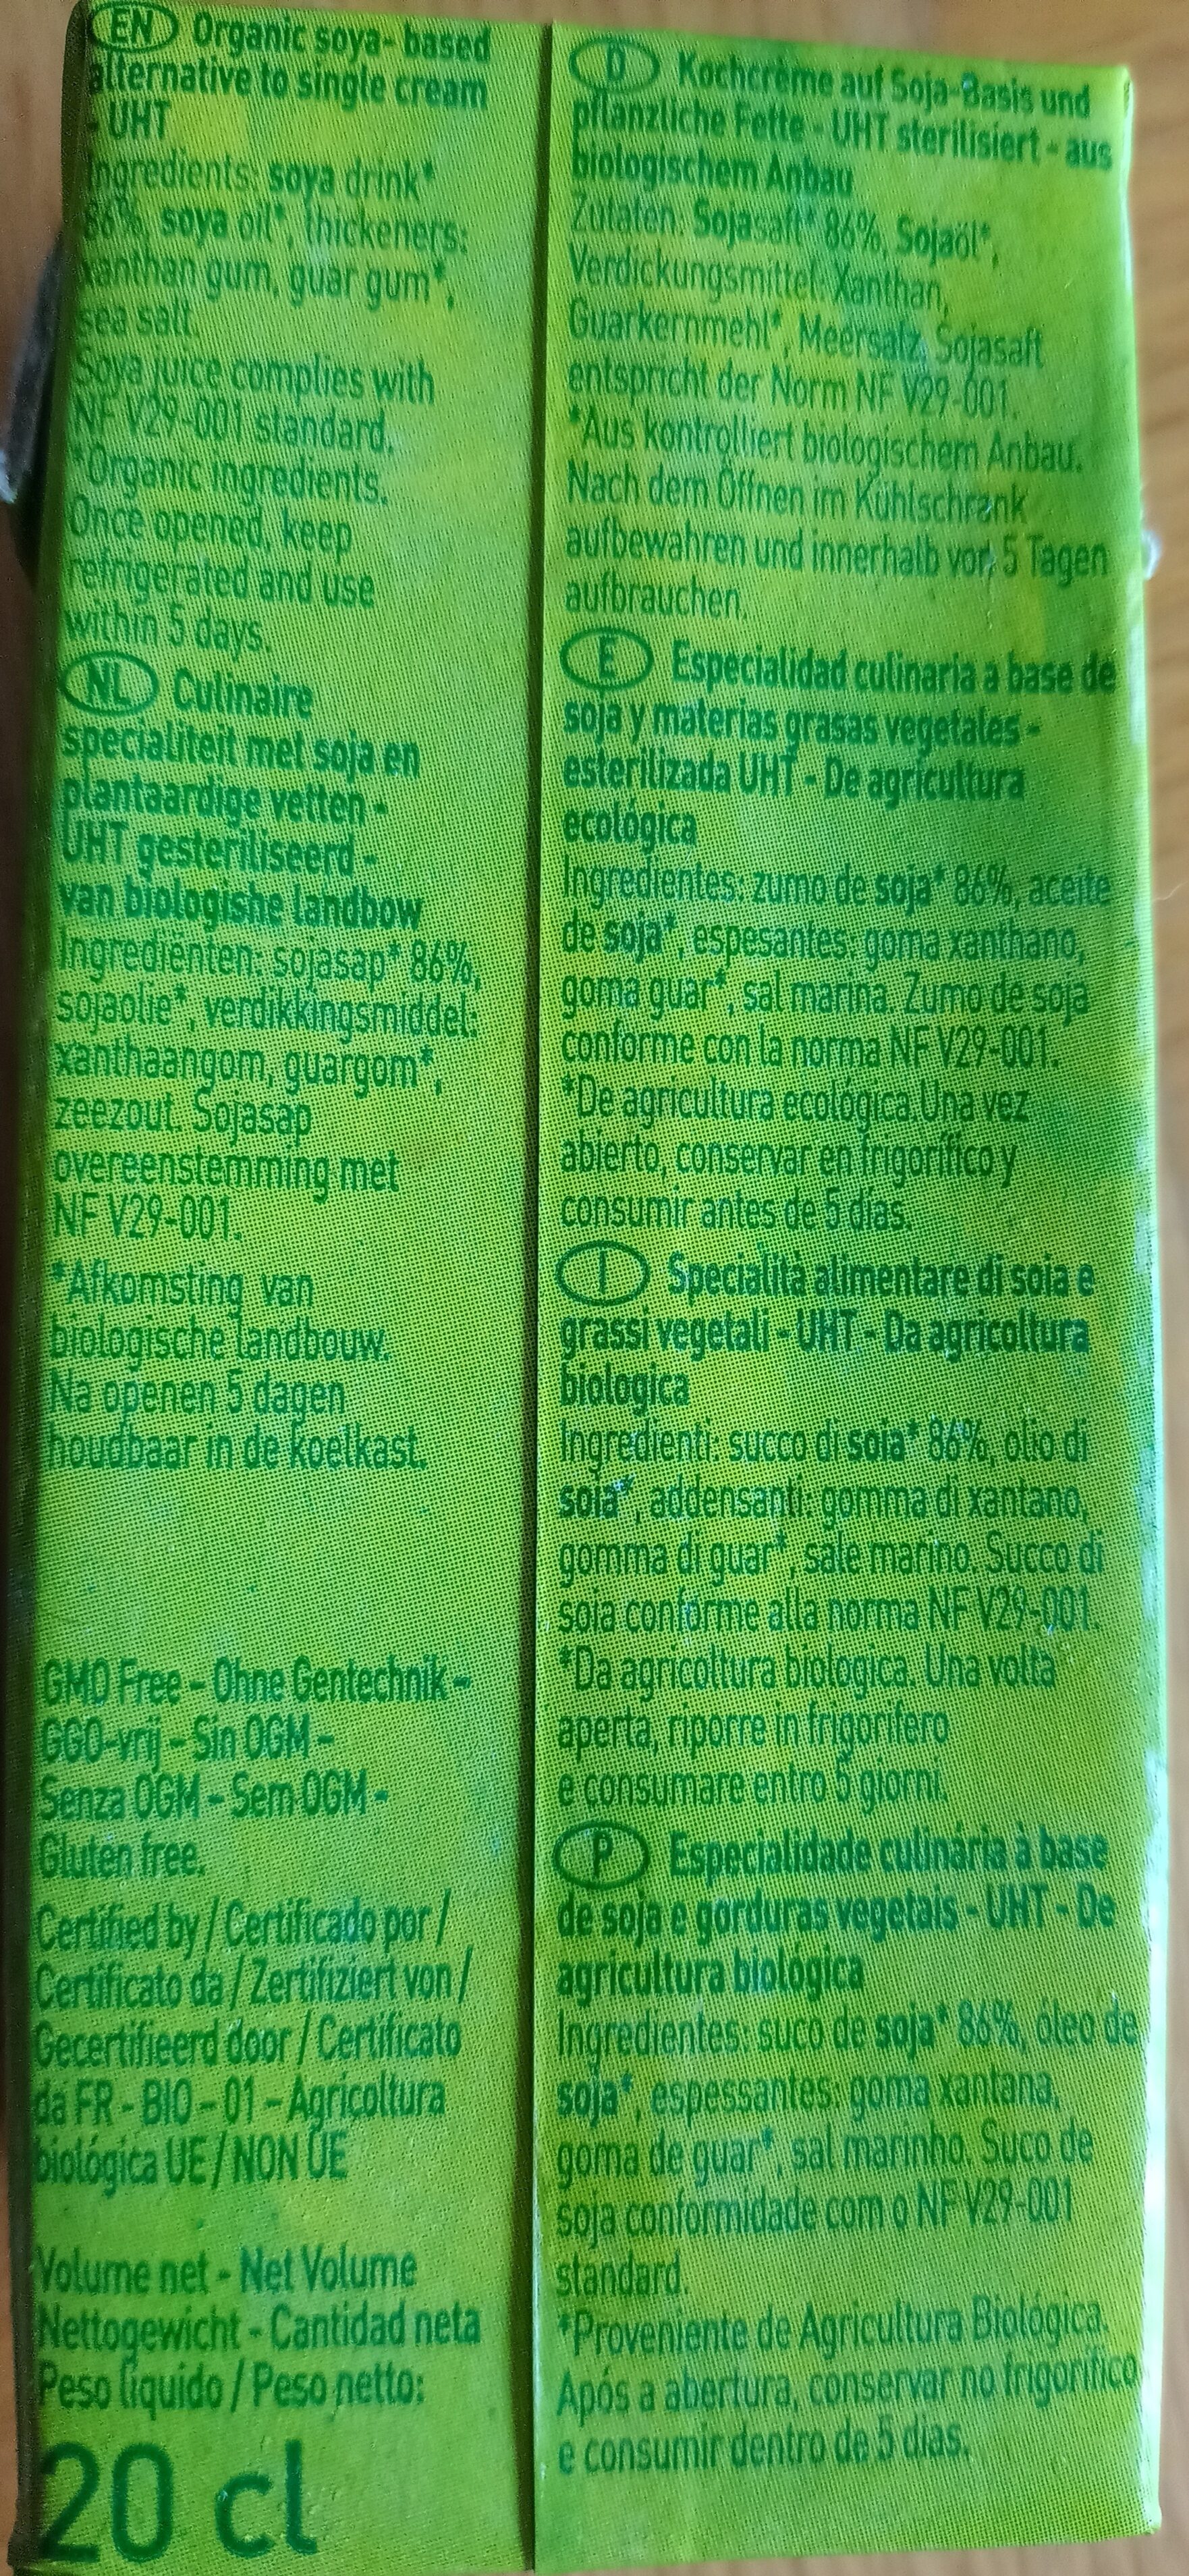 EN Organic soya- based
alternative to single cream
- UHT
Ingredients: soya drink*
86%, soya oil*, thickeners:
xanthan gum, guar gum*,
sea salt.
Soya juice complies with
NF V29-001 standard.
*Organic ingredients.
Once opened, keep
refrigerated and use
within 5 days.
NL Culinaire
specialiteit met soja en
plantaardige vetten -
UHT gesteriliseerd -
van biologishe landbow
Ingrediënten: sojasap* 86%,
sojaolie*, verdikkingsmiddel:
xanthaangom, guargom*,
zeezout. Sojasap
overeenstemming met
NF V29-001.
*Afkomsting van
biologische landbouw.
Na openen 5 dagen
houdbaar in de koelkast.
GMO Free - Ohne Gentechnik -
GGO-vrij - Sin OGM -
Senza OGM - Sem OGM -
Gluten free.
Certified by / Certificado por /
Certificato da / Zertifiziert von /
Gecertifieerd door / Certificato
da FR - BIO - 01 - Agricoltura
biológica UE / NON UE
Volume net - Net Volume
Nettogewicht - Cantidad neta
Peso líquido / Peso netto:
20 cl
D Kochcrème auf Soja-Basis und
pflanzliche Fette - UHT sterilisiert - aus
biologischem Anbau
Zutaten: Sojasaft* 86%, Sojaöl*,
Verdickungsmittel: Xanthan,
Guarkernmehl*, Meersalz. Sojasaft
entspricht der Norm NF V29-001.
*Aus kontrolliert biologischem Anbau.
Nach dem Öffnen im Kühlschrank
aufbewahren und innerhalb von 5 Tagen
aufbrauchen.
E Especialidad culinaria a base de
soja y materias grasas vegetales -
esterilizada UHT - De agricultura
ecológica
Ingredientes: zumo de soja* 86%, aceite
de soja*, espesantes: goma xanthano,
goma guar*, sal marina. Zumo de soja
conforme con la norma NF V29-001.
*De agricultura ecológica.Una vez
abierto, conservar en frigorífico y
consumir antes de 5 días.
I Specialità alimentare di soia e
grassi vegetali - UHT - Da agricoltura
biologica
Ingredienti: succo di soia* 86%, olio di
soia*, addensanti: gomma di xantano,
gomma di guar*, sale marino. Succo di
soia conforme alla norma NF V29-001.
*Da agricoltura biologica. Una volta
aperta, riporre in frigorifero
e consumare entro 5 giorni.
P Especialidade culinária à base
de soja e gorduras vegetais - UHT - De
agricultura biológica
Ingredientes: suco de soja* 86%, óleo de
soja*, espessantes: goma xantana,
goma de guar*, sal marinho. Suco de
soja conformidade com o NF V29-001
standard.
*Proveniente de Agricultura Biológica.
Após a abertura, conservar no frigorífico
e consumir dentro de 5 dias.